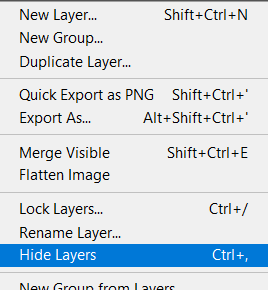 New Layer... Shift+Ctrl+N
New Group...
Duplicate Layer...
Quick Export as PNG Shift+Ctrl+'
Export As... Alt+Shift+Ctrl+'
Merge Visible Shift+Ctrl+E
Flatten Image
Lock Layers... Ctrl+/
Rename Layer...
Hide Layers Ctrl+,
New Group from Layers